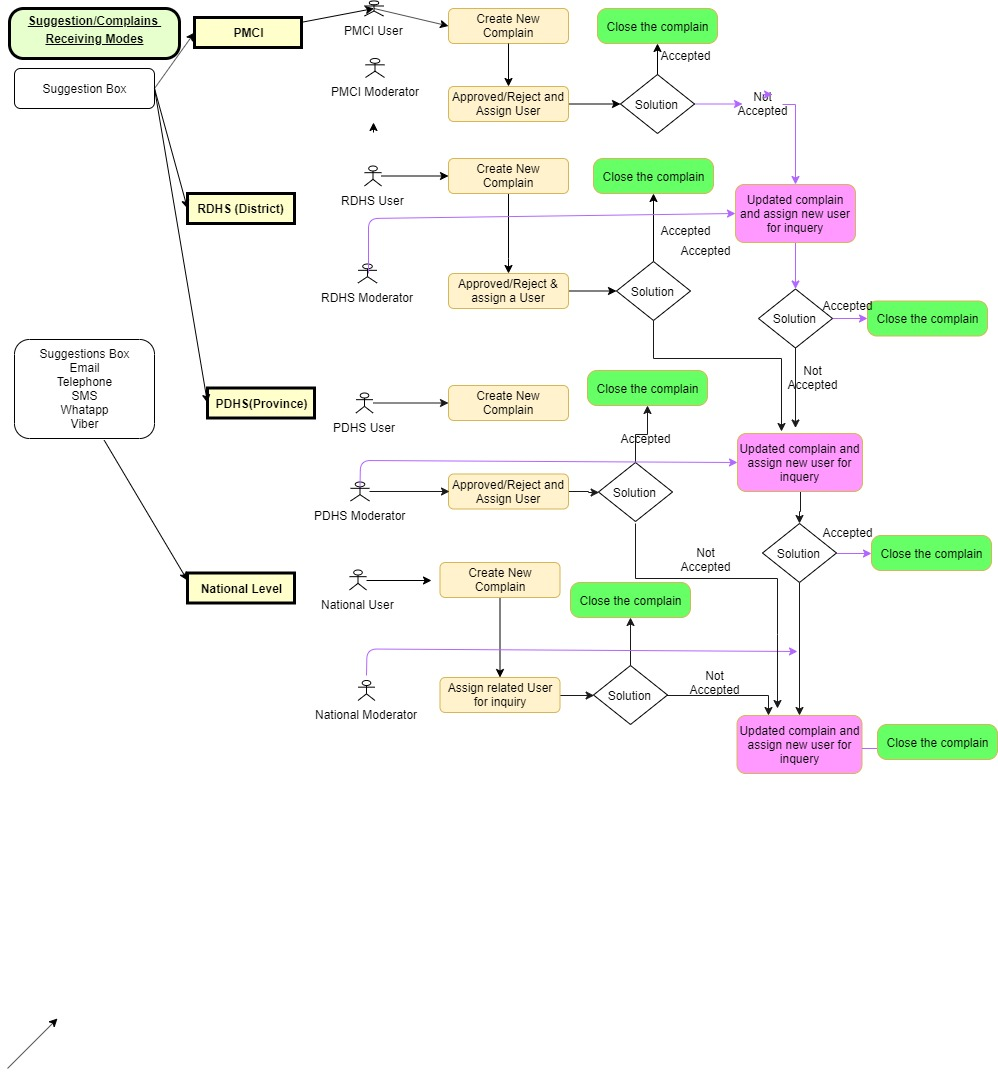 Suggestion/Complains
Receiving Modes
Suggestion Box
PMCI
PMCI User
Create New
Complain
Close the complain
Accepted
PMCI Moderator
Approved/Reject and
Assign User
Solution
Not
Accepted
RDHS (District)
RDHS User
Create New
Complain
Close the complain
Updated complain
and assign new user
for inquery
Accepted
Accepted
RDHS Moderator
Approved/Reject &
assign a User
Solution
Solution
Accepted
Close the complain
Suggestions Box
Email
Telephone
SMS
Whatapp
Viber
Not
Accepted
PDHS(Province)
PDHS User
Create New
Complain
Close the complain
Accepted
Updated complain and
assign new user for
inquery
PDHS Moderator
Approved/Reject and
Assign User
Solution
Not
Accepted
Solution
Accepted
Close the complain
National Level
National User
Create New
Complain
Close the complain
National Moderator
Assign related User
for inquiry
Solution
Not
Accepted
Updated complain and
assign new user for
inquery
Close the complain